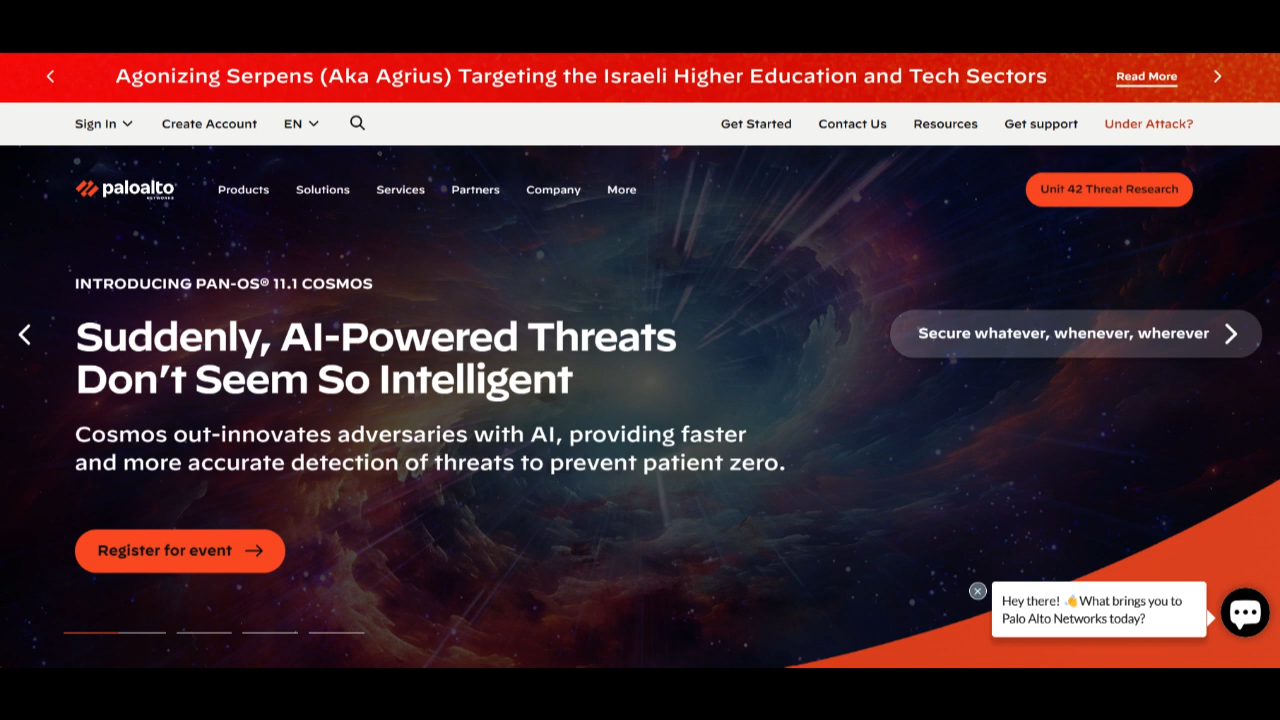 Agonizing Serpens (Aka Agrius) Targeting the Israeli Higher Education and Tech Sectors
Read More
Sign In
Create Account
EN
Get Started
Contact Us
Resources
Get support
Under Attack?
paloalto
NETWORKS
Products
Solutions
Services
Partners
Company
More
Unit 42 Threat Research
INTRODUCING PAN-OS® 11.1 COSMOS
Suddenly, AI-Powered Threats
Don't Seem So Intelligent
Secure whatever, whenever, wherever
Cosmos out-innovates adversaries with AI, providing faster
and more accurate detection of threats to prevent patient zero.
Register for event
Hey there! 👋 What brings you to
Palo Alto Networks today?